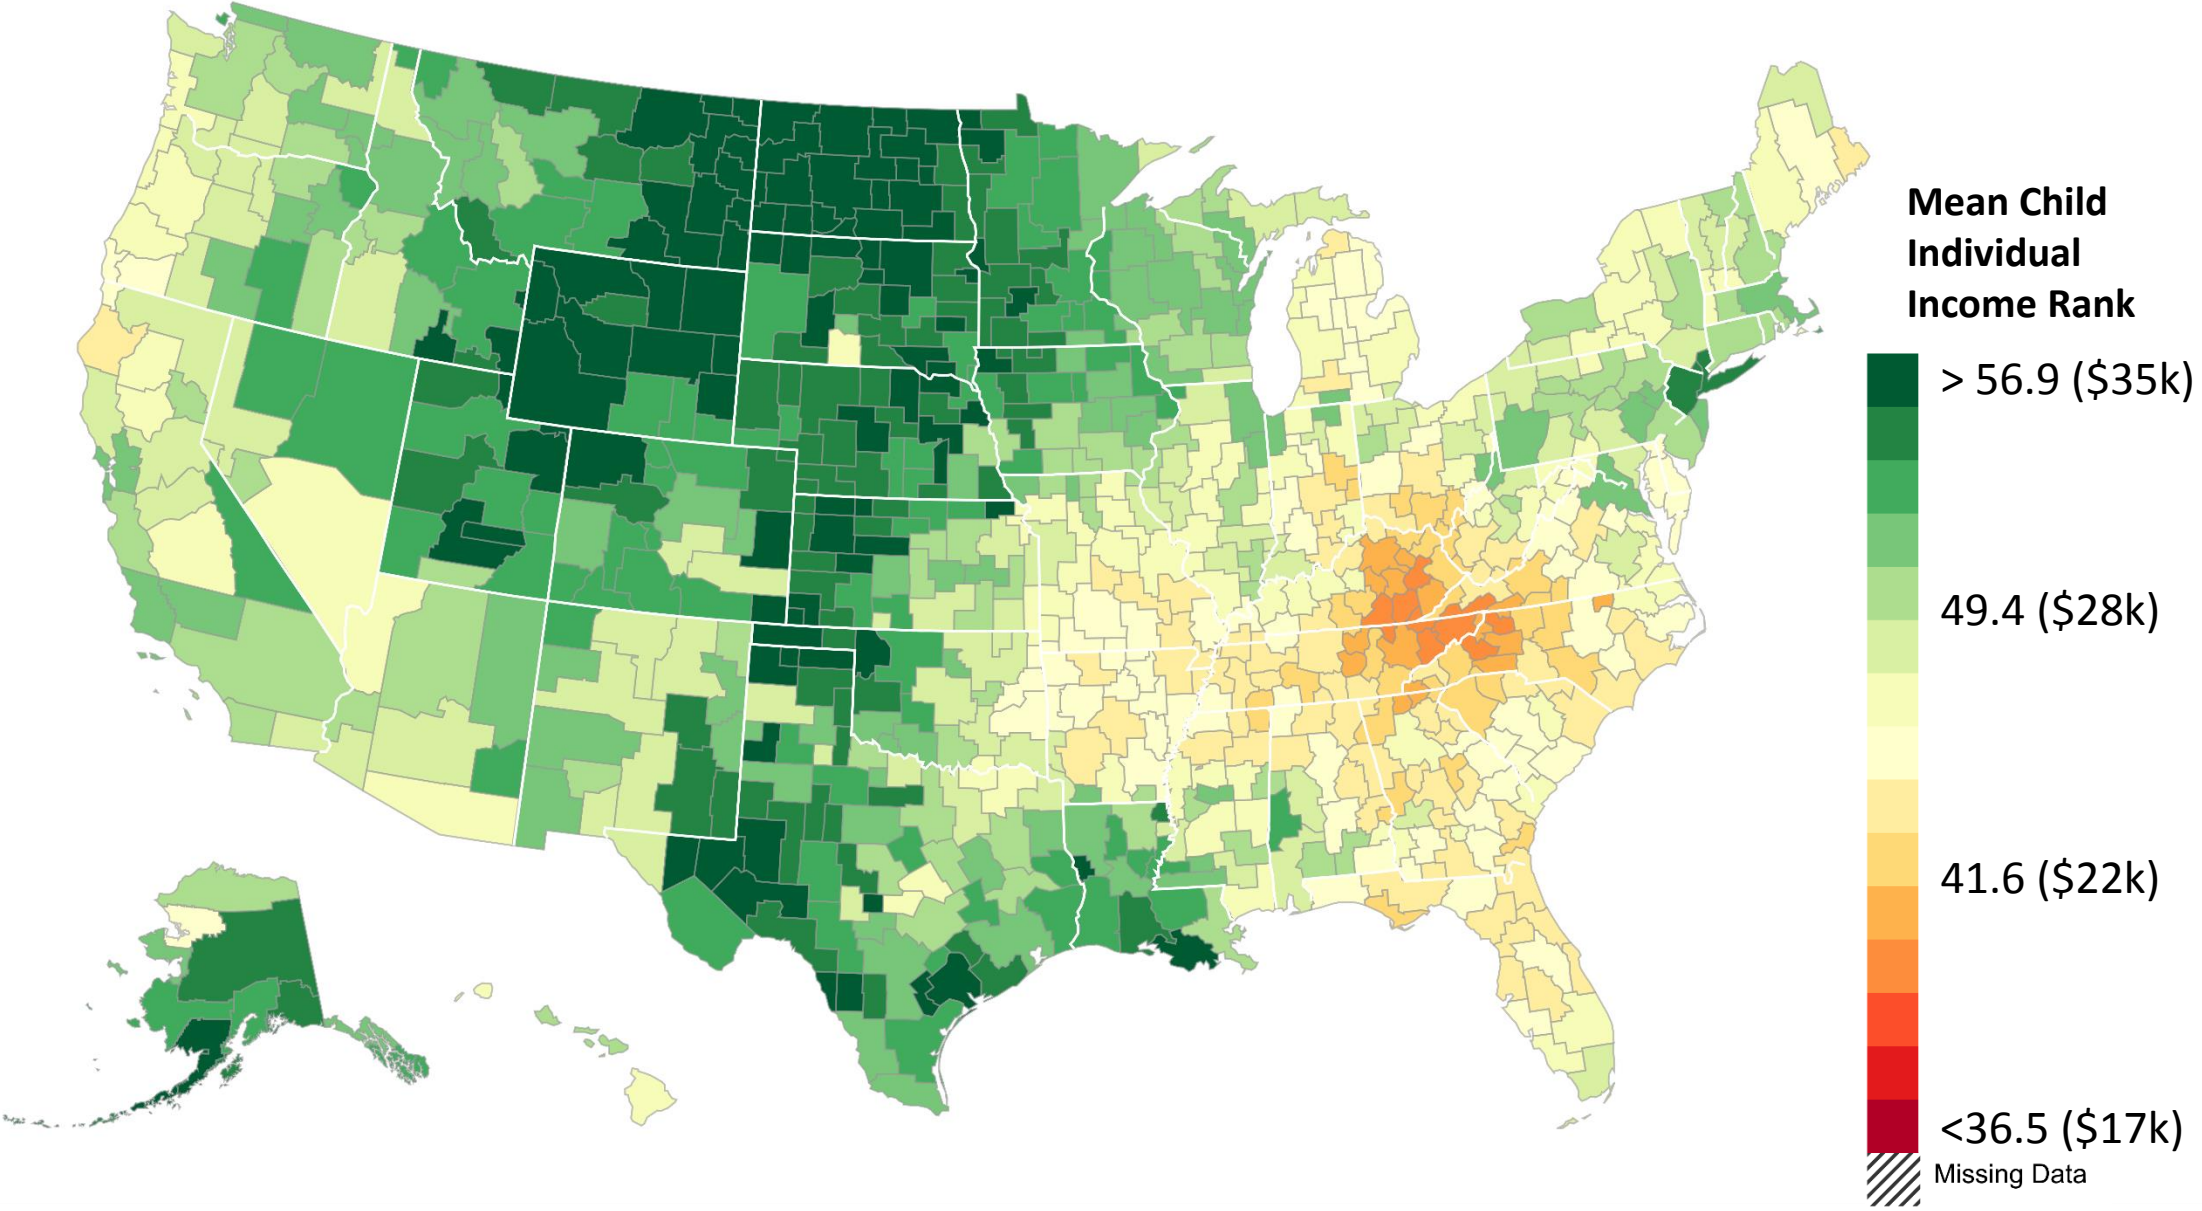 Mean Child
Individual
Income Rank
> 56.9 ($35k)
49.4 ($28k)
41.6 ($22k)
<36.5 ($17k)
Missing Data